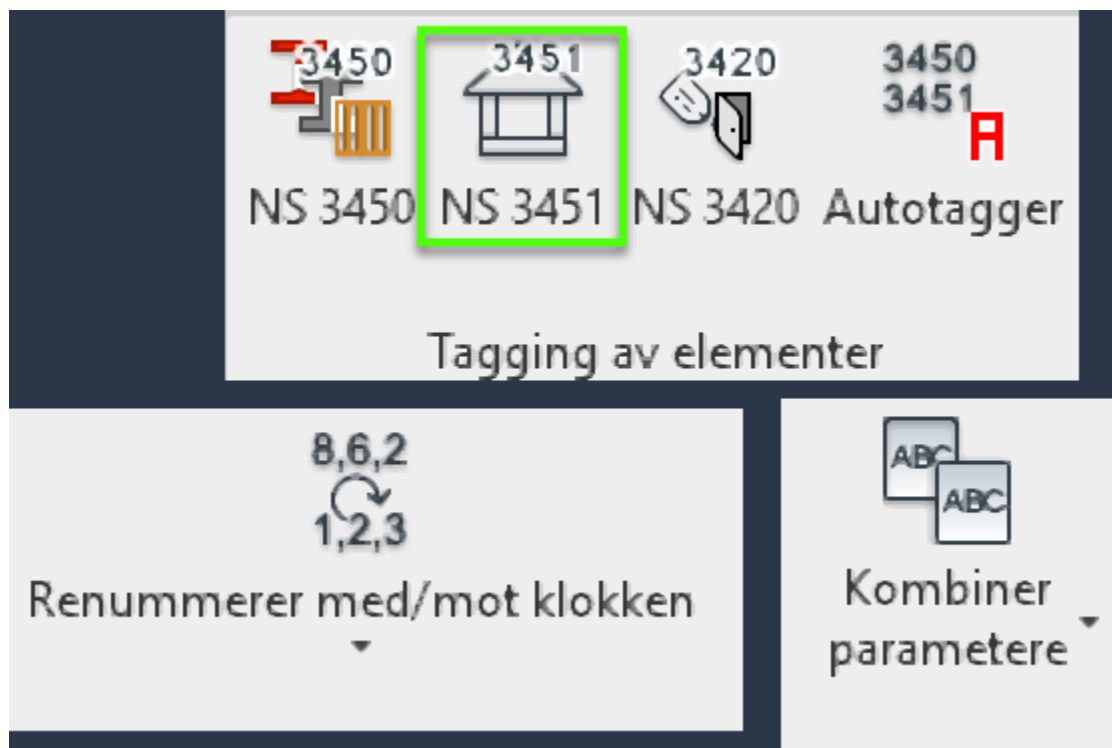 3450
3451
3420
3450
3451
A
NS 3450
NS 3451
NS 3420
Autotagger
Tagging av elementer
8,6,2
1,2,3
Renummerer med/mot klokken
ABC
ABC
Kombiner
parametere